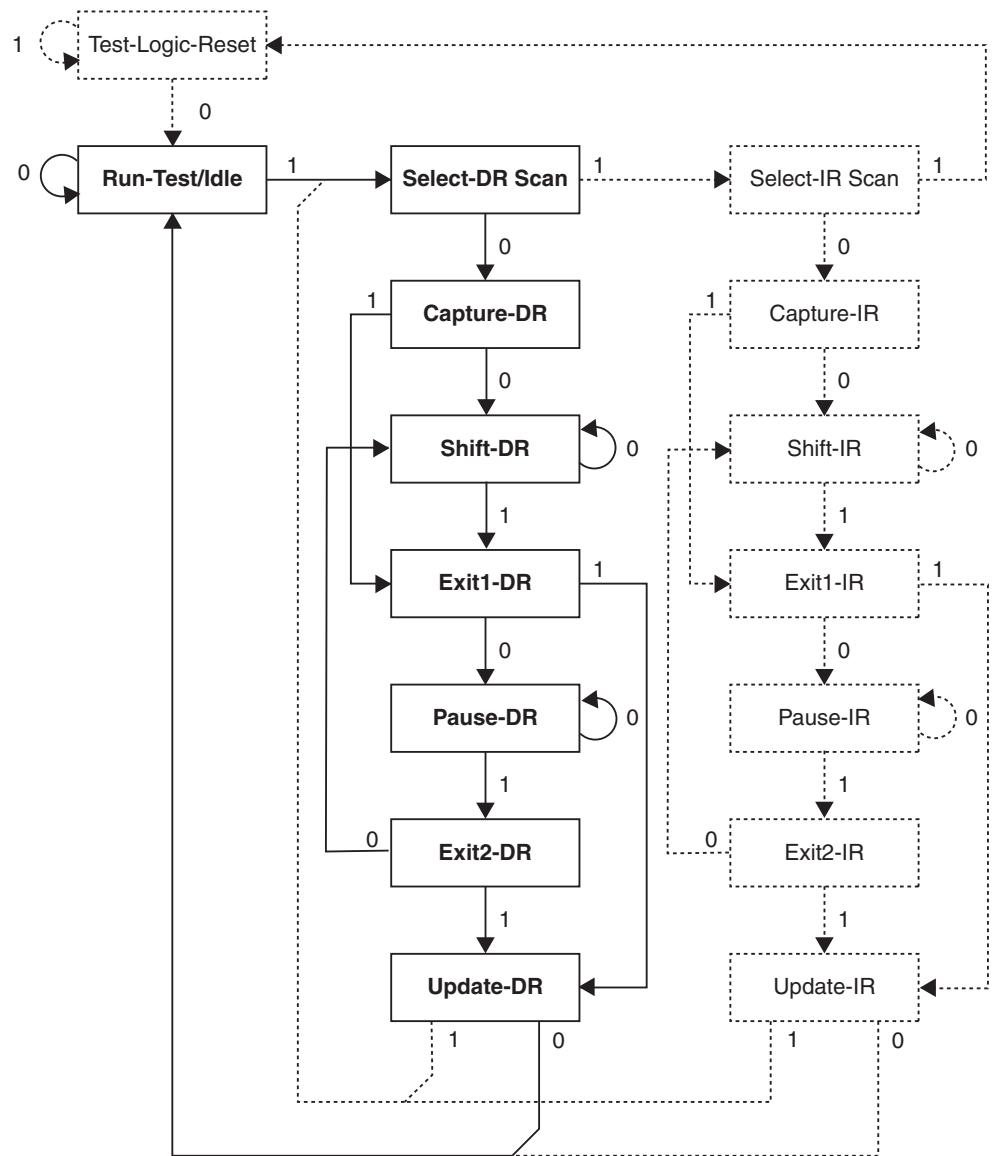 1
Test-Logic-Reset
0
0
Run-Test/Idle
1
Select-DR Scan
1
Select-IR Scan
1
0
0
1
Capture-DR
1
Capture-IR
0
0
Shift-DR
0
Shift-IR
0
1
1
Exit1-DR
1
Exit1-IR
1
0
0
Pause-DR
0
Pause-IR
0
1
1
0
Exit2-DR
0
Exit2-IR
1
1
Update-DR
Update-IR
1
0
1
0